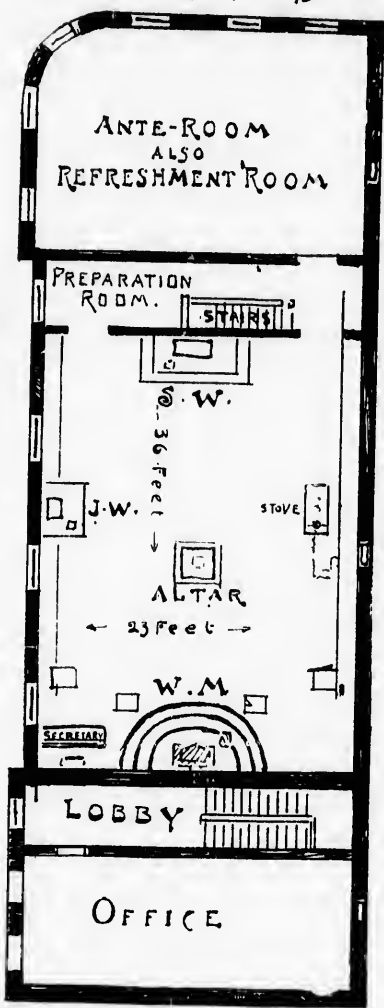 ANTE-ROOM
ALSO
REFRESHMENT ROOM
PREPARATION
ROOM.
STAIRS
S.W.
36 Feet
J.W.
STOVE
ALTAR
23 Feet
W.M
SECRETARY
LOBBY
OFFICE